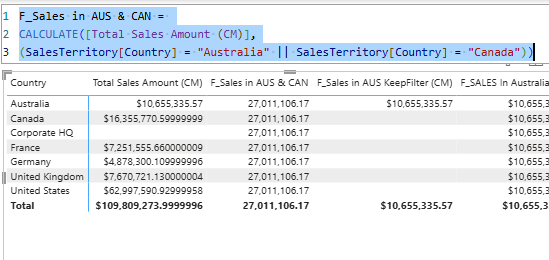 1 F_Sales in AUS & CAN =
2 CALCULATE([Total Sales Amount (CM)],
3 (SalesTerritory[Country] = "Australia" || SalesTerritory[Country] = "Canada"))
Country Total Sales Amount (CM) F_Sales in AUS & CAN F_Sales in AUS KeepFilter (CM) F_SALES In Australia
Australia $10,655,335.57 27,011,106.17 $10,655,335.57 $10,655,3
Canada $16,355,770.59999999 27,011,106.17 $10,655,3
Corporate HQ 27,011,106.17 $10,655,3
France $7,251,555.660000009 27,011,106.17 $10,655,3
Germany $4,878,300.109999996 27,011,106.17 $10,655,3
United Kingdom $7,670,721.130000004 27,011,106.17 $10,655,3
United States $62,997,590.92999958 27,011,106.17 $10,655,3
Total $109,809,273.9999996 27,011,106.17 $10,655,335.57 $10,655,3